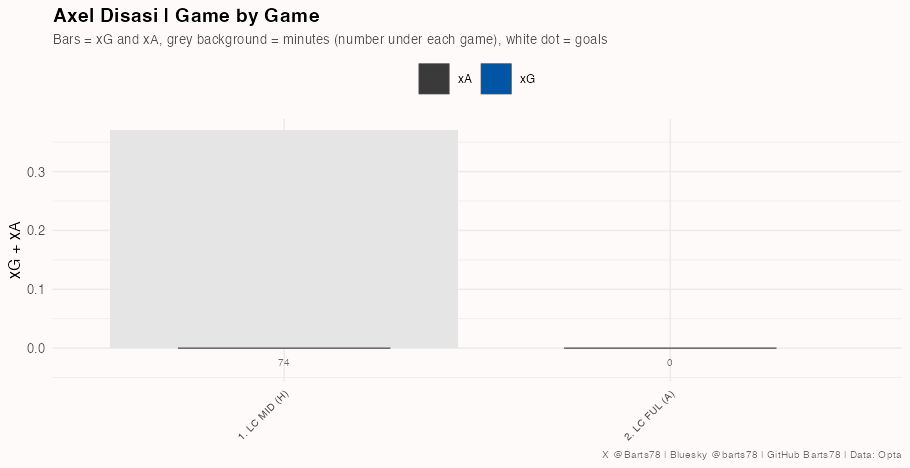 Axel Disasi | Game by Game
Bars = xG and xA, grey background = minutes (number under each game), white dot = goals
xA xG
xG + xA
0.3
0.2
0.1
0.0
74 0
1. LC MID (H) 2. LC FUL (A)
X @Barts78 | Bluesky @barts78 | GitHub Barts78 | Data: Opta